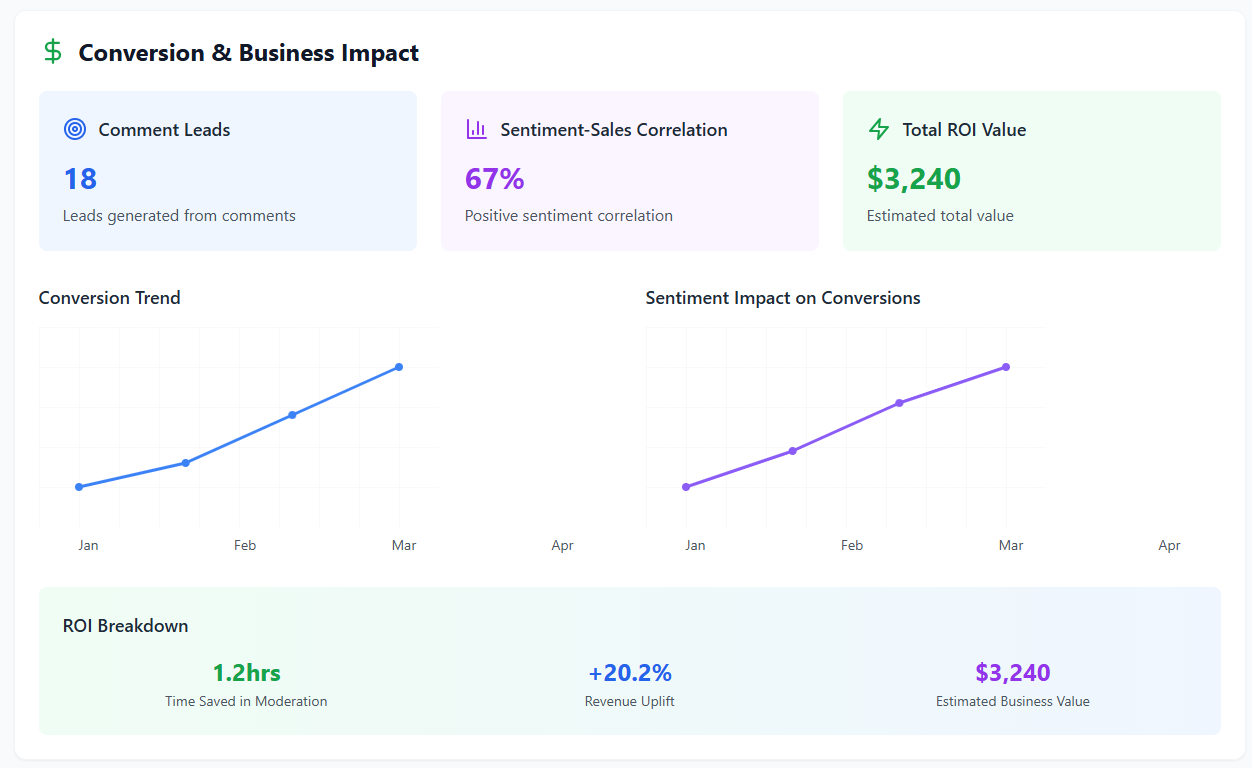 Conversion & Business Impact
Comment Leads
18
Leads generated from comments
Sentiment-Sales Correlation
67%
Positive sentiment correlation
Total ROI Value
$3,240
Estimated total value
Conversion Trend
Jan Feb Mar Apr
Sentiment Impact on Conversions
Jan Feb Mar Apr
ROI Breakdown
1.2hrs
Time Saved in Moderation
+20.2%
Revenue Uplift
$3,240
Estimated Business Value